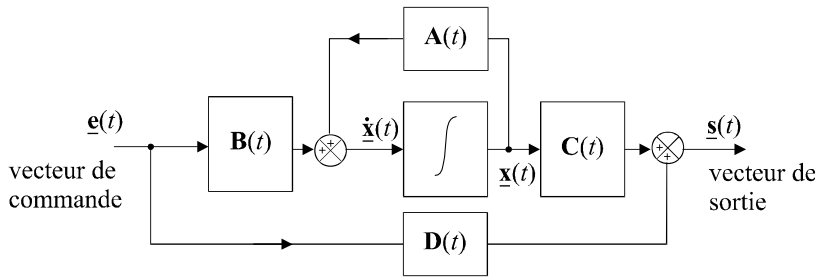 A(t)
e(t)
B(t)
+
+
ẋ(t)
∫
x(t)
C(t)
+
+
s(t)
vecteur de
commande
vecteur de
sortie
D(t)